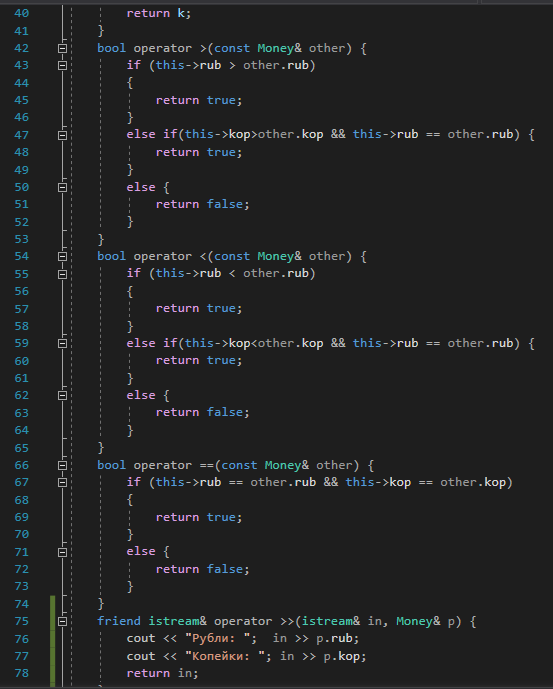 40 return k;
41 }
42 bool operator >(const Money& other) {
43 if (this->rub > other.rub)
44 {
45 return true;
46 }
47 else if(this->kop>other.kop && this->rub == other.rub) {
48 return true;
49 }
50 else {
51 return false;
52 }
53 }
54 bool operator <(const Money& other) {
55 if (this->rub < other.rub)
56 {
57 return true;
58 }
59 else if(this->kop<other.kop && this->rub == other.rub) {
60 return true;
61 }
62 else {
63 return false;
64 }
65 }
66 bool operator ==(const Money& other) {
67 if (this->rub == other.rub && this->kop == other.kop)
68 {
69 return true;
70 }
71 else {
72 return false;
73 }
74 }
75 friend istream& operator >>(istream& in, Money& p) {
76 cout << "Рубли: ";  in >> p.rub;
77 cout << "Копейки: "; in >> p.kop;
78 return in;